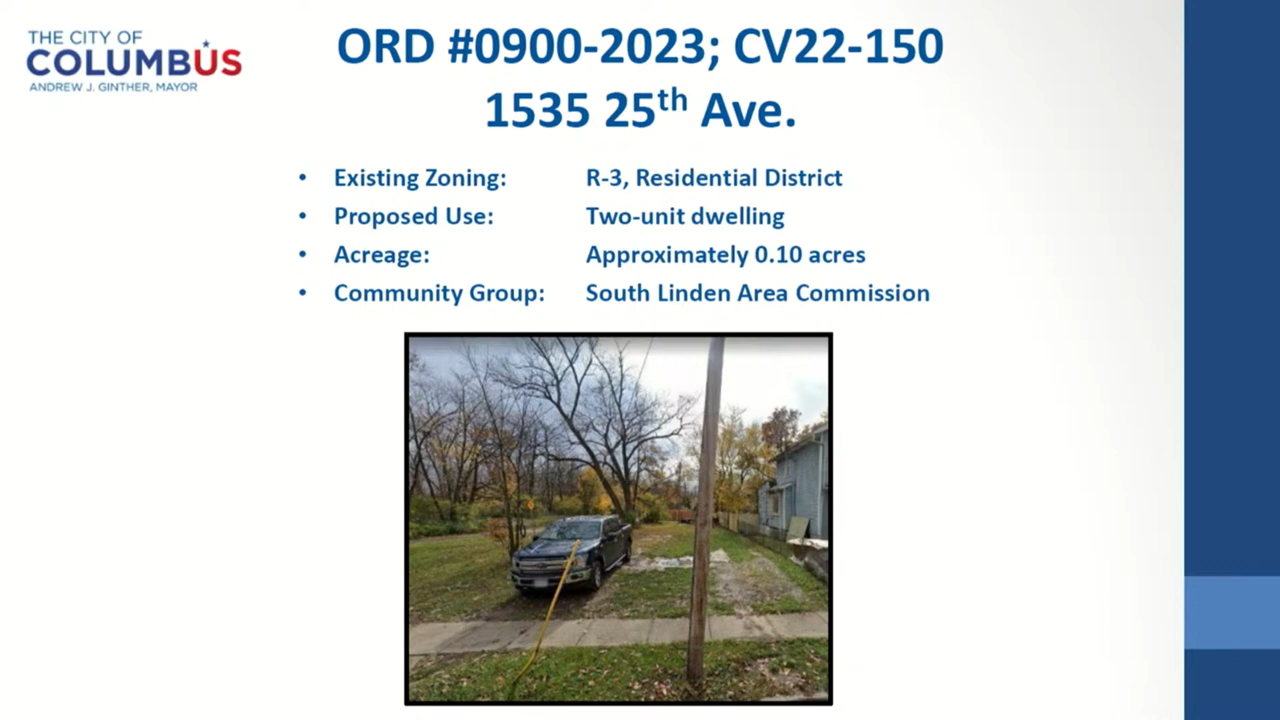 THE CITY OF
COLUMBUS
ANDREW J. GINTHER, MAYOR
ORD #0900-2023; CV22-150
1535 25th Ave.
• Existing Zoning: R-3, Residential District
• Proposed Use: Two-unit dwelling
• Acreage: Approximately 0.10 acres
• Community Group: South Linden Area Commission